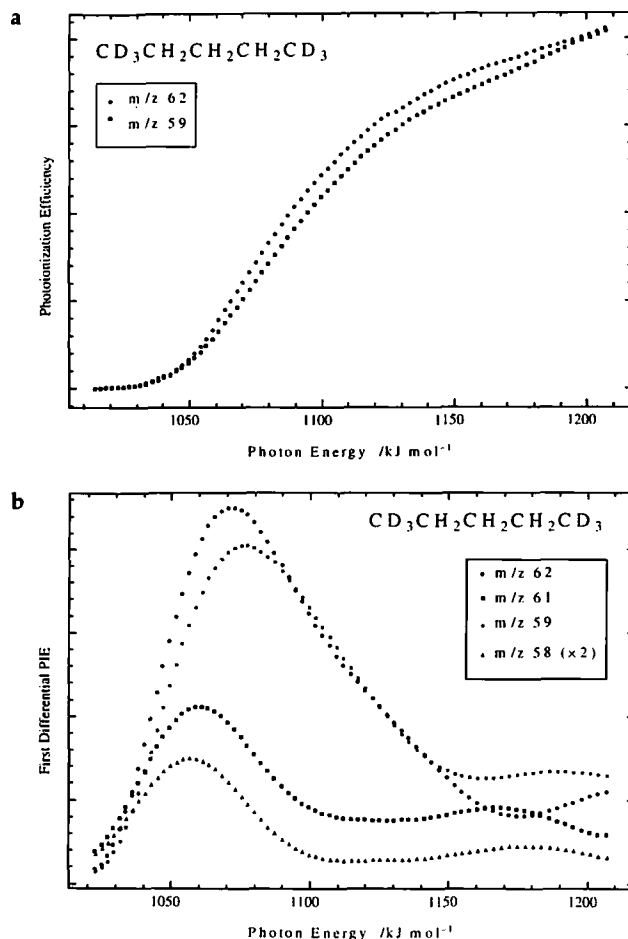 a
CD₃CH₂CH₂CH₂CD₃
m/z 62
m/z 59
Photoionization Efficiency
1050
1100
1150
1200
Photon Energy /kJ mol⁻¹
b
CD₃CH₂CH₂CH₂CD₃
m/z 62
m/z 61
m/z 59
m/z 58 (×2)
First Differential PIE
1050
1100
1150
1200
Photon Energy /kJ mol⁻¹